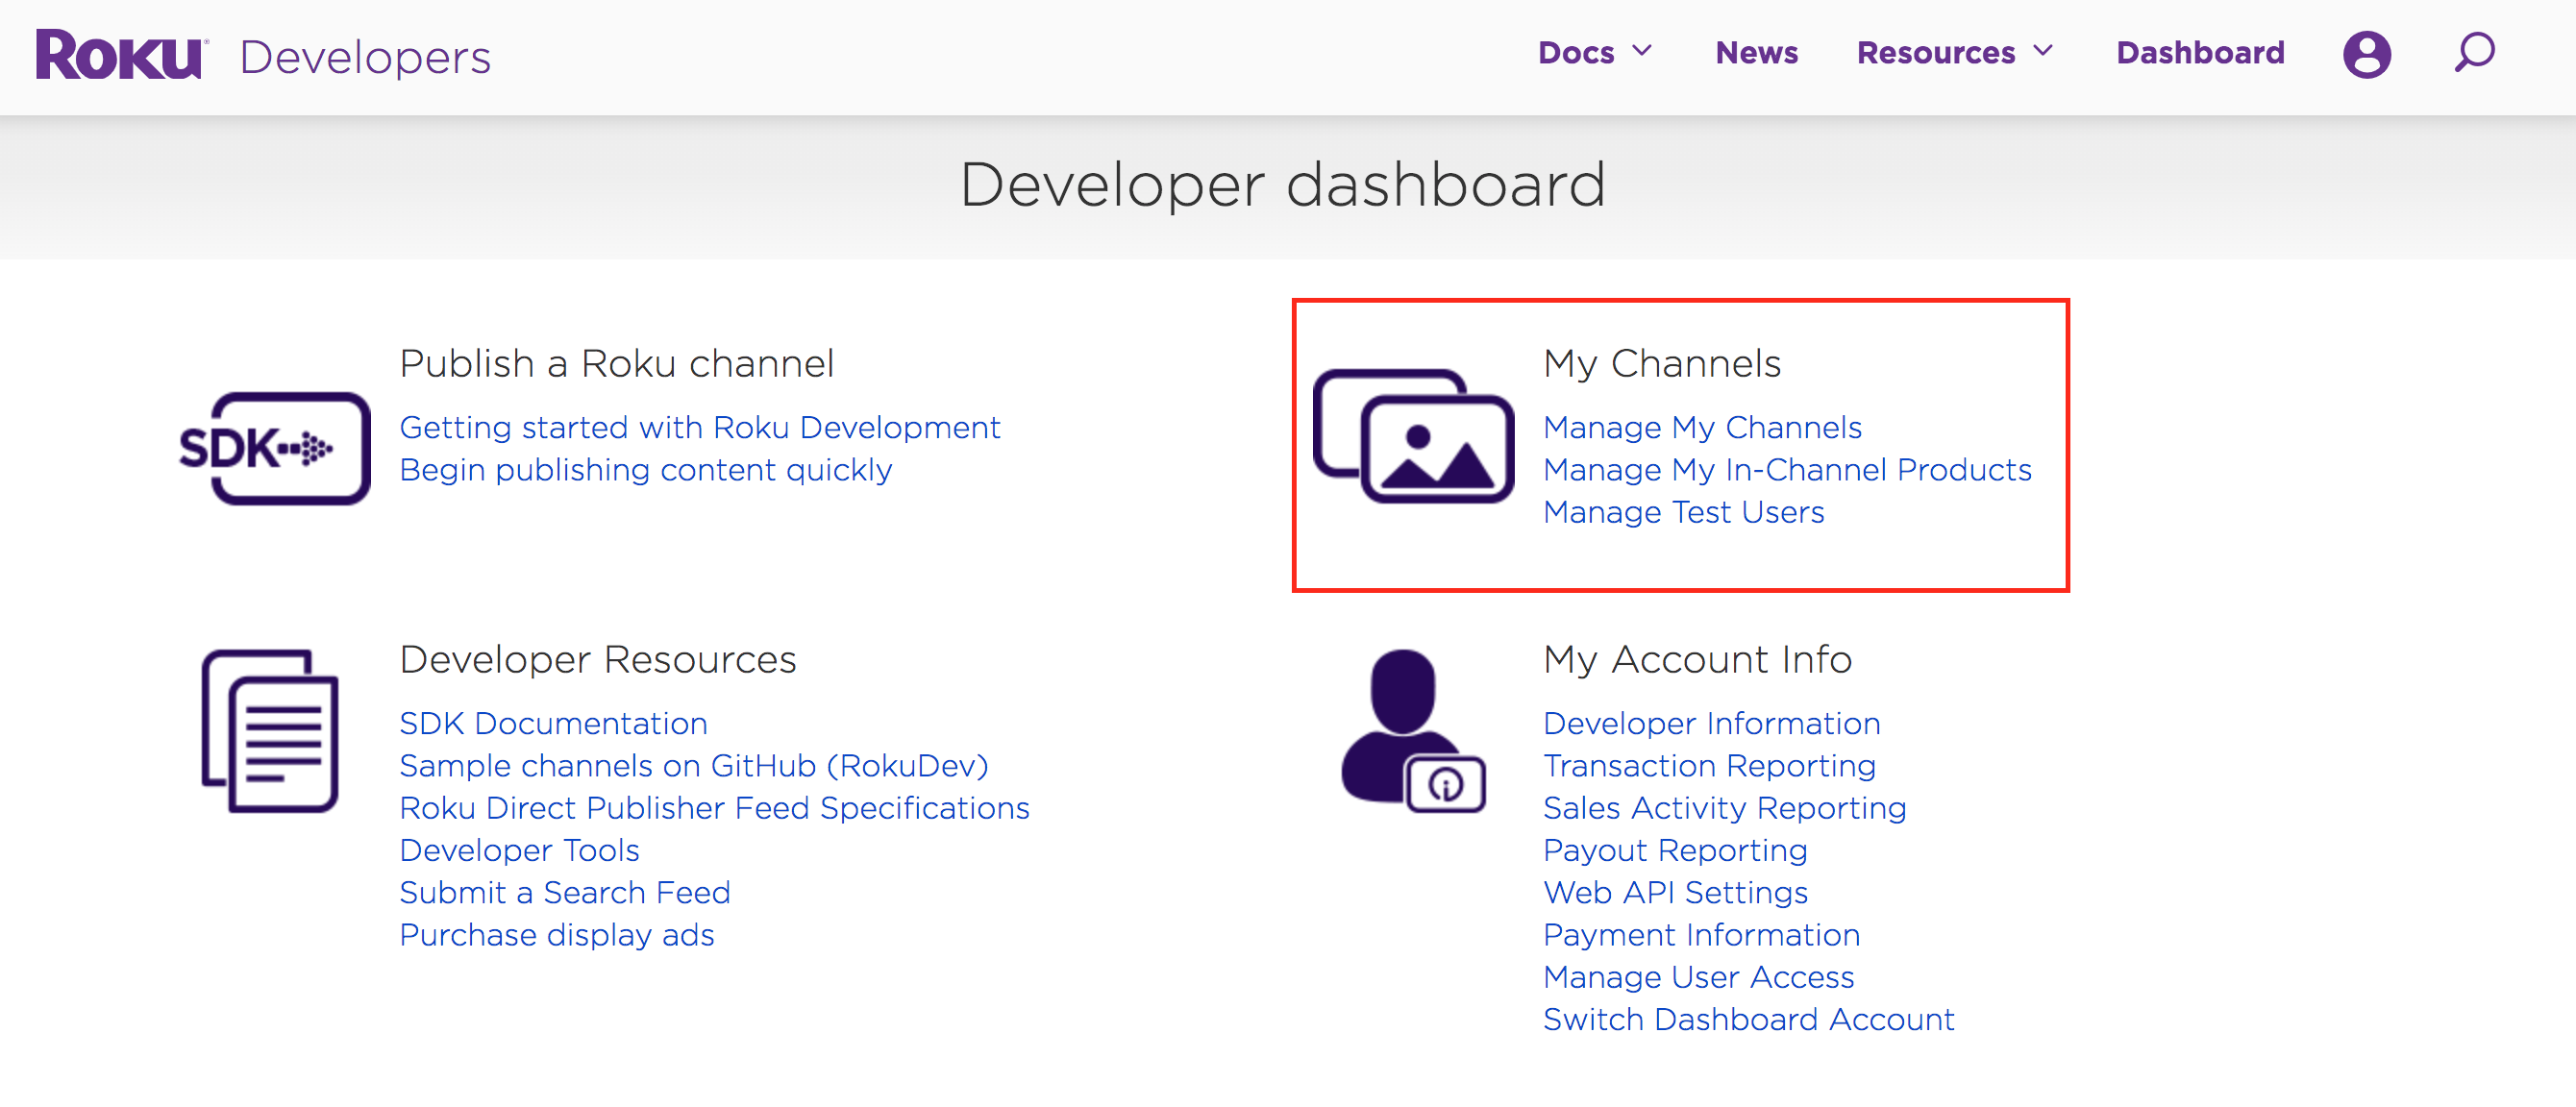 Roku Developers
Docs News Resources Dashboard
Developer dashboard
Publish a Roku channel
Getting started with Roku Development
Begin publishing content quickly
SDK
My Channels
Manage My Channels
Manage My In-Channel Products
Manage Test Users
Developer Resources
SDK Documentation
Sample channels on GitHub (RokuDev)
Roku Direct Publisher Feed Specifications
Developer Tools
Submit a Search Feed
Purchase display ads
My Account Info
Developer Information
Transaction Reporting
Sales Activity Reporting
Payout Reporting
Web API Settings
Payment Information
Manage User Access
Switch Dashboard Account